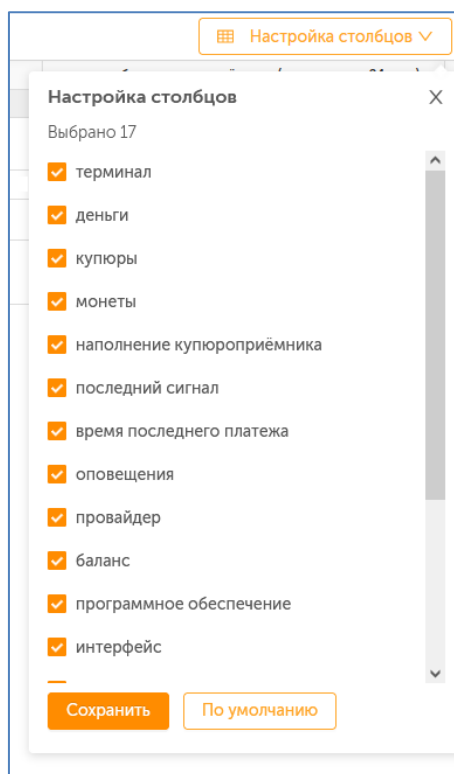 Настройка столбцов
Настройка столбцов
Выбрано 17
терминал
деньги
купюры
монеты
наполнение купюроприёмника
последний сигнал
время последнего платежа
оповещения
провайдер
баланс
программное обеспечение
интерфейс
Сохранить
По умолчанию